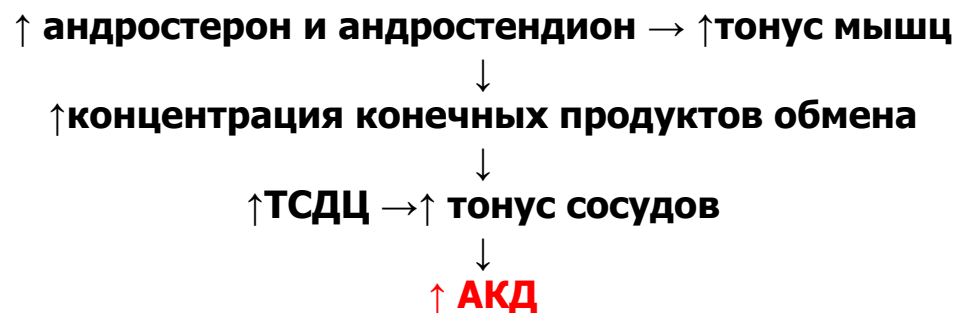 ↑ андростерон и андростендион → ↑тонус мышц
↓
↑концентрация конечных продуктов обмена
↓
↑ТСДЦ →↑ тонус сосудов
↓
↑ АКД